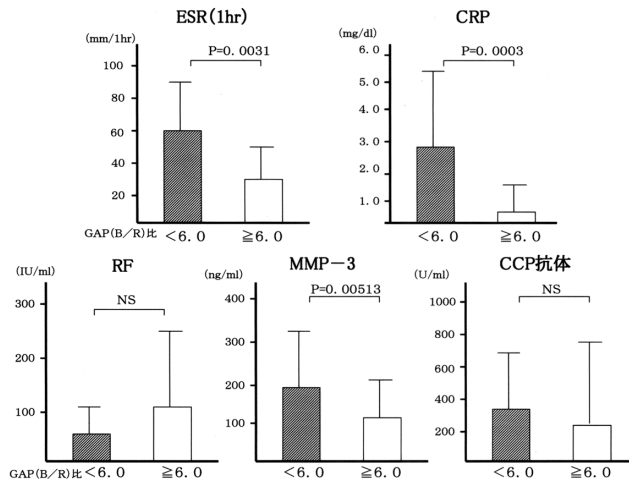 ESR(1hr)
(mm/1hr)
P=0.0031
100
80
60
40
20
GAP(B/R)比 <6.0 ≧6.0
CRP
(mg/dl)
P=0.0003
6.0
5.0
4.0
3.0
2.0
1.0
<6.0 ≧6.0
RF
(IU/ml)
NS
300
200
100
GAP(B/R)比 <6.0 ≧6.0
MMP−3
(ng/ml)
P=0.00513
400
300
200
100
<6.0 ≧6.0
CCP抗体
(U/ml)
NS
1000
800
600
400
200
<6.0 ≧6.0